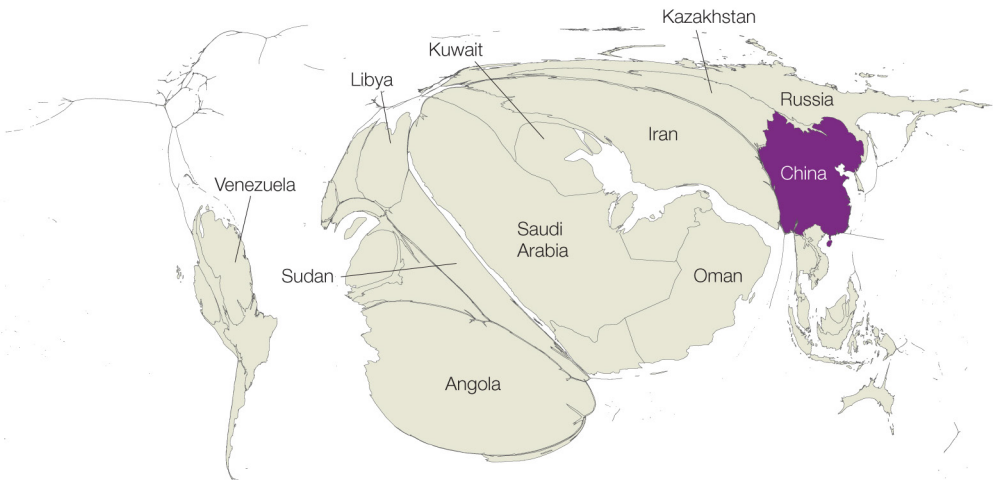 Kazakhstan
Kuwait
Libya
Russia
Iran
China
Venezuela
Saudi
Arabia
Sudan
Oman
Angola